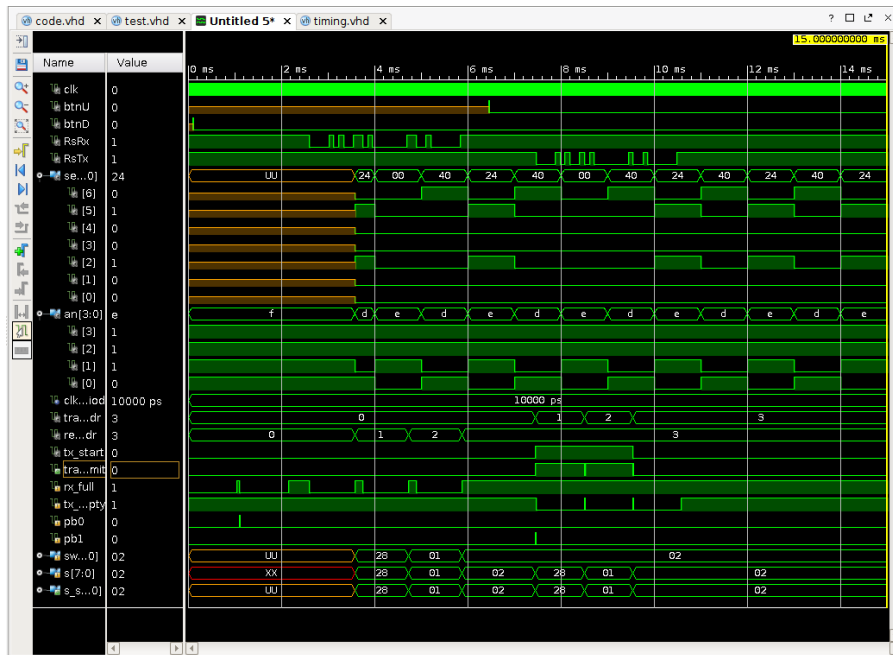 code.vhd × test.vhd × Untitled 5* × timing.vhd × ?
15.000000000 ms
Name Value
0 ms 2 ms 4 ms 6 ms 8 ms 10 ms 12 ms 14 ms
clk 0
btnU 0
btnD 0
RsRx 1
RsTx 1
se...0] 24 UU 24 00 40 24 40 00 40 24 40 24 40 24
[6] 0
[5] 1
[4] 0
[3] 0
[2] 1
[1] 0
[0] 0
an[3:0] e f d e d e d e d e d e d e
[3] 1
[2] 1
[1] 1
[0] 0
clk...iod 10000 ps 10000 ps
tra...dr 3 0 1 2 3
re...dr 3 0 1 2 3
tx_start 0
tra...mit 0
rx_full 1
tx_...pty 1
pb0 0
pb1 0
sw...0] 02 UU 28 01 02
s[7:0] 02 XX 28 01 02 28 01 02
s_s...0] 02 UU 28 01 02 28 01 02